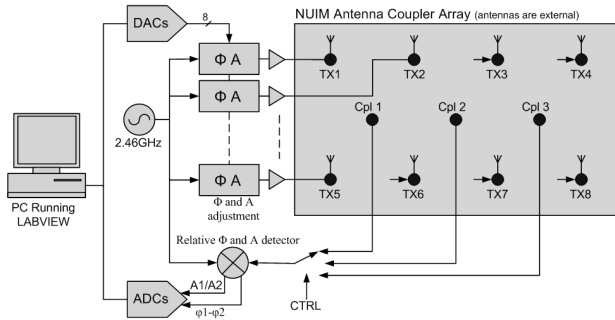 NUIM Antenna Coupler Array (antennas are external)
DACs
8
Φ A
TX1
TX2
TX3
TX4
Φ A
Cpl 1
Cpl 2
Cpl 3
2.46GHz
Φ A
TX5
TX6
TX7
TX8
PC Running
LABVIEW
Φ and A
adjustment
Relative Φ and A detector
A1/A2
CTRL
ADCs
φ1-φ2